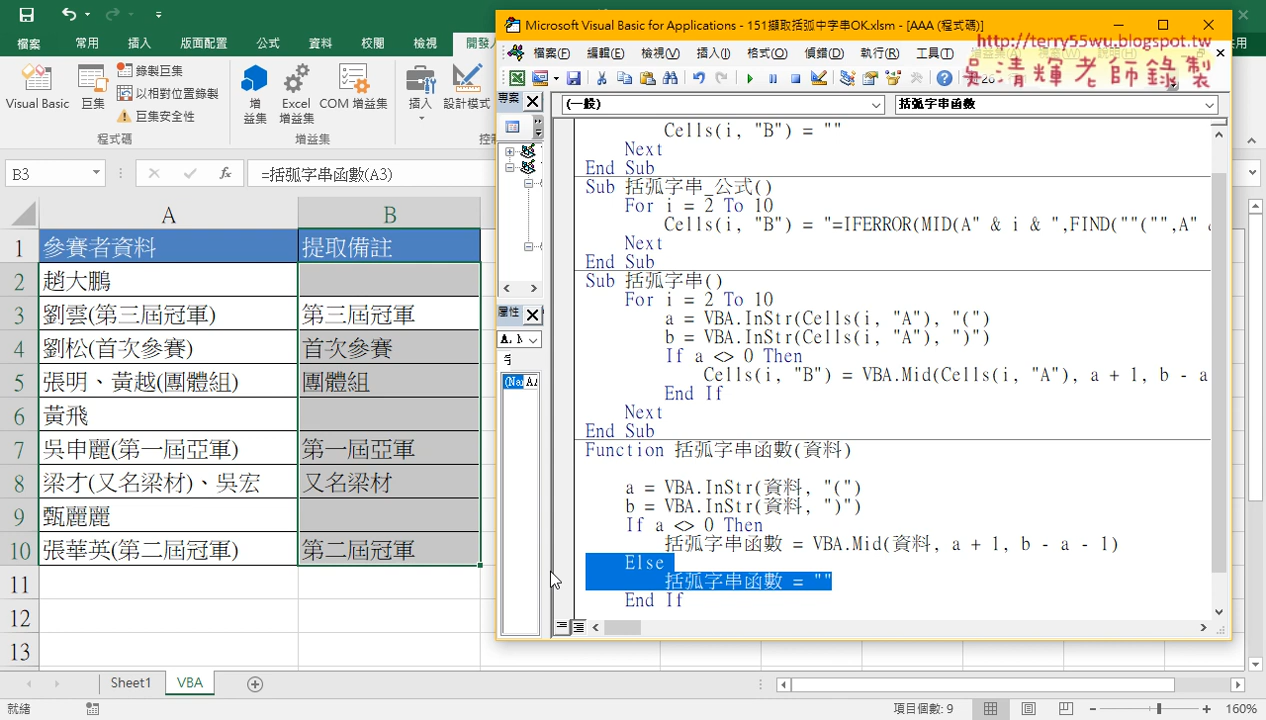 Microsoft Visual Basic for Applications - 151擷取括弧中字串OK.xlsm - [AAA (程式碼)]
http://terry55wu.blogspot.tw
吳清輝老師錄製
檔案 常用 插入 版面配置 公式 資料 校閱 檢視
檔案(F) 編輯(E) 檢視(V) 插入(I) 格式(O) 偵錯(D) 執行(R) 工具(T)
Visual Basic
巨集
錄製巨集
以相對位置錄製
巨集安全性
增益集
Excel 增益集
COM 增益集
插入
設計模式
程式碼
增益集
專案
(一般)
括弧字串函數
B3
fx
=括弧字串函數(A3)
A B
1 參賽者資料 提取備註
2 趙大鵬
3 劉雲(第三屆冠軍) 第三屆冠軍
4 劉松(首次參賽) 首次參賽
5 張明、黃越(團體組) 團體組
6 黃飛
7 吳申麗(第一屆亞軍) 第一屆亞軍
8 梁才(又名梁材)、吳宏 又名梁材
9 甄麗麗
10 張華英(第二屆冠軍) 第二屆冠軍
11
12
13
屬性
Cells(i, "B") = ""
Next
End Sub
Sub 括弧字串_公式()
For i = 2 To 10
Cells(i, "B") = "=IFERROR(MID(A" & i & ",FIND(""("",A" &
Next
End Sub
Sub 括弧字串()
For i = 2 To 10
a = VBA.InStr(Cells(i, "A"), "(")
b = VBA.InStr(Cells(i, "A"), ")")
If a <> 0 Then
Cells(i, "B") = VBA.Mid(Cells(i, "A"), a + 1, b - a
End If
Next
End Sub
Function 括弧字串函數(資料)
a = VBA.InStr(資料, "(")
b = VBA.InStr(資料, ")")
If a <> 0 Then
括弧字串函數 = VBA.Mid(資料, a + 1, b - a - 1)
Else
括弧字串函數 = ""
End If
Sheet1 VBA
就緒
項目個數: 9
160%